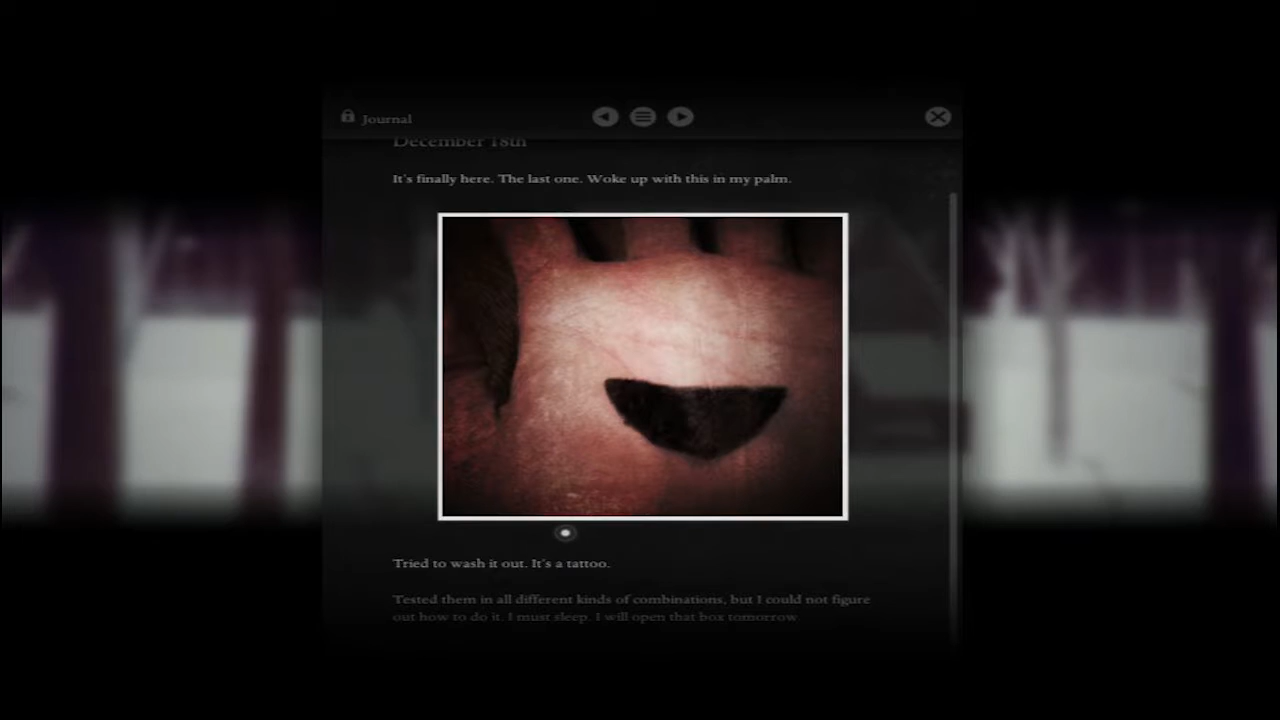 Journal
December 18th
It's finally here. The last one. Woke up with this in my palm.
Tried to wash it out. It's a tattoo.
Tested them in all different kinds of combinations, but I could not figure
out how to do it. I must sleep. I will open that box tomorrow.